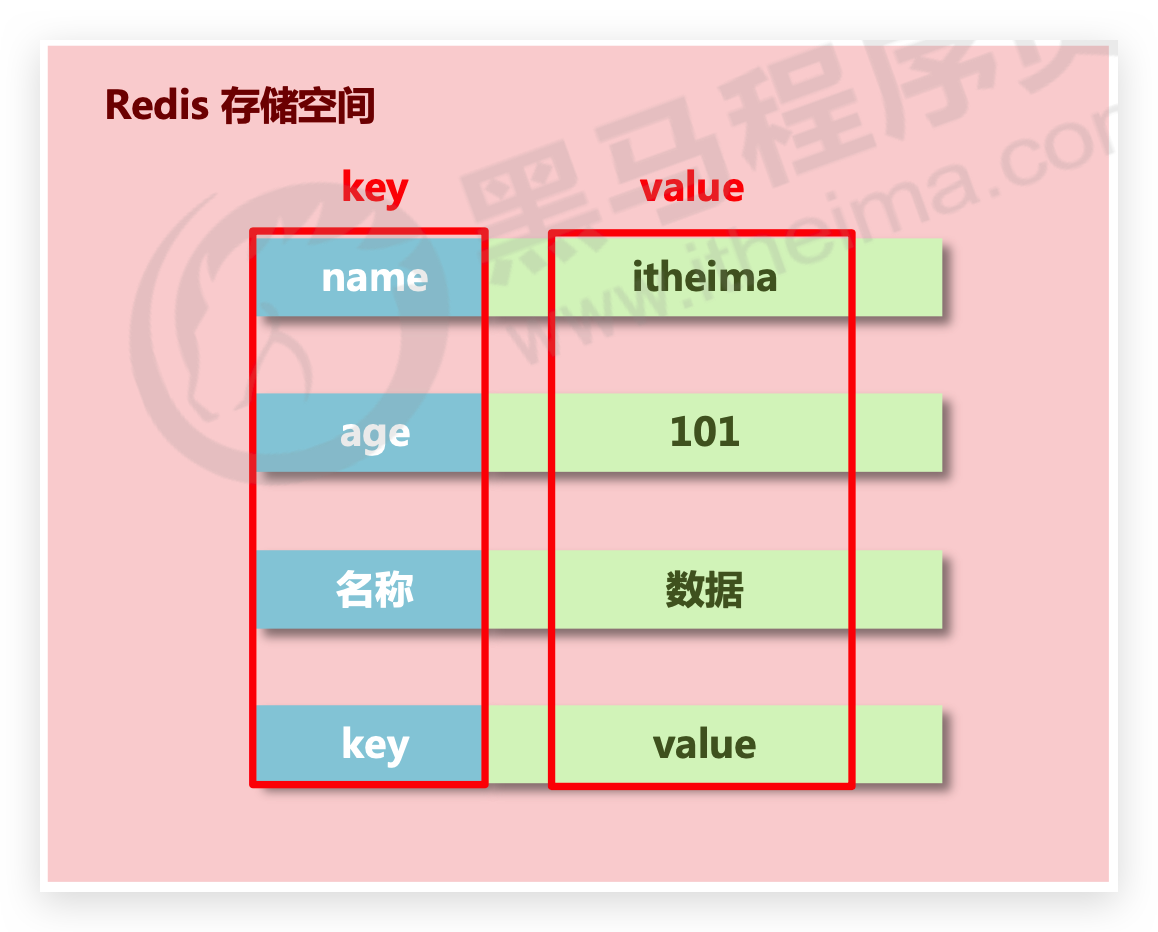 Redis 存储空间
key value
name itheima
age 101
名称 数据
key value
黑马程序员
www.itheima.com